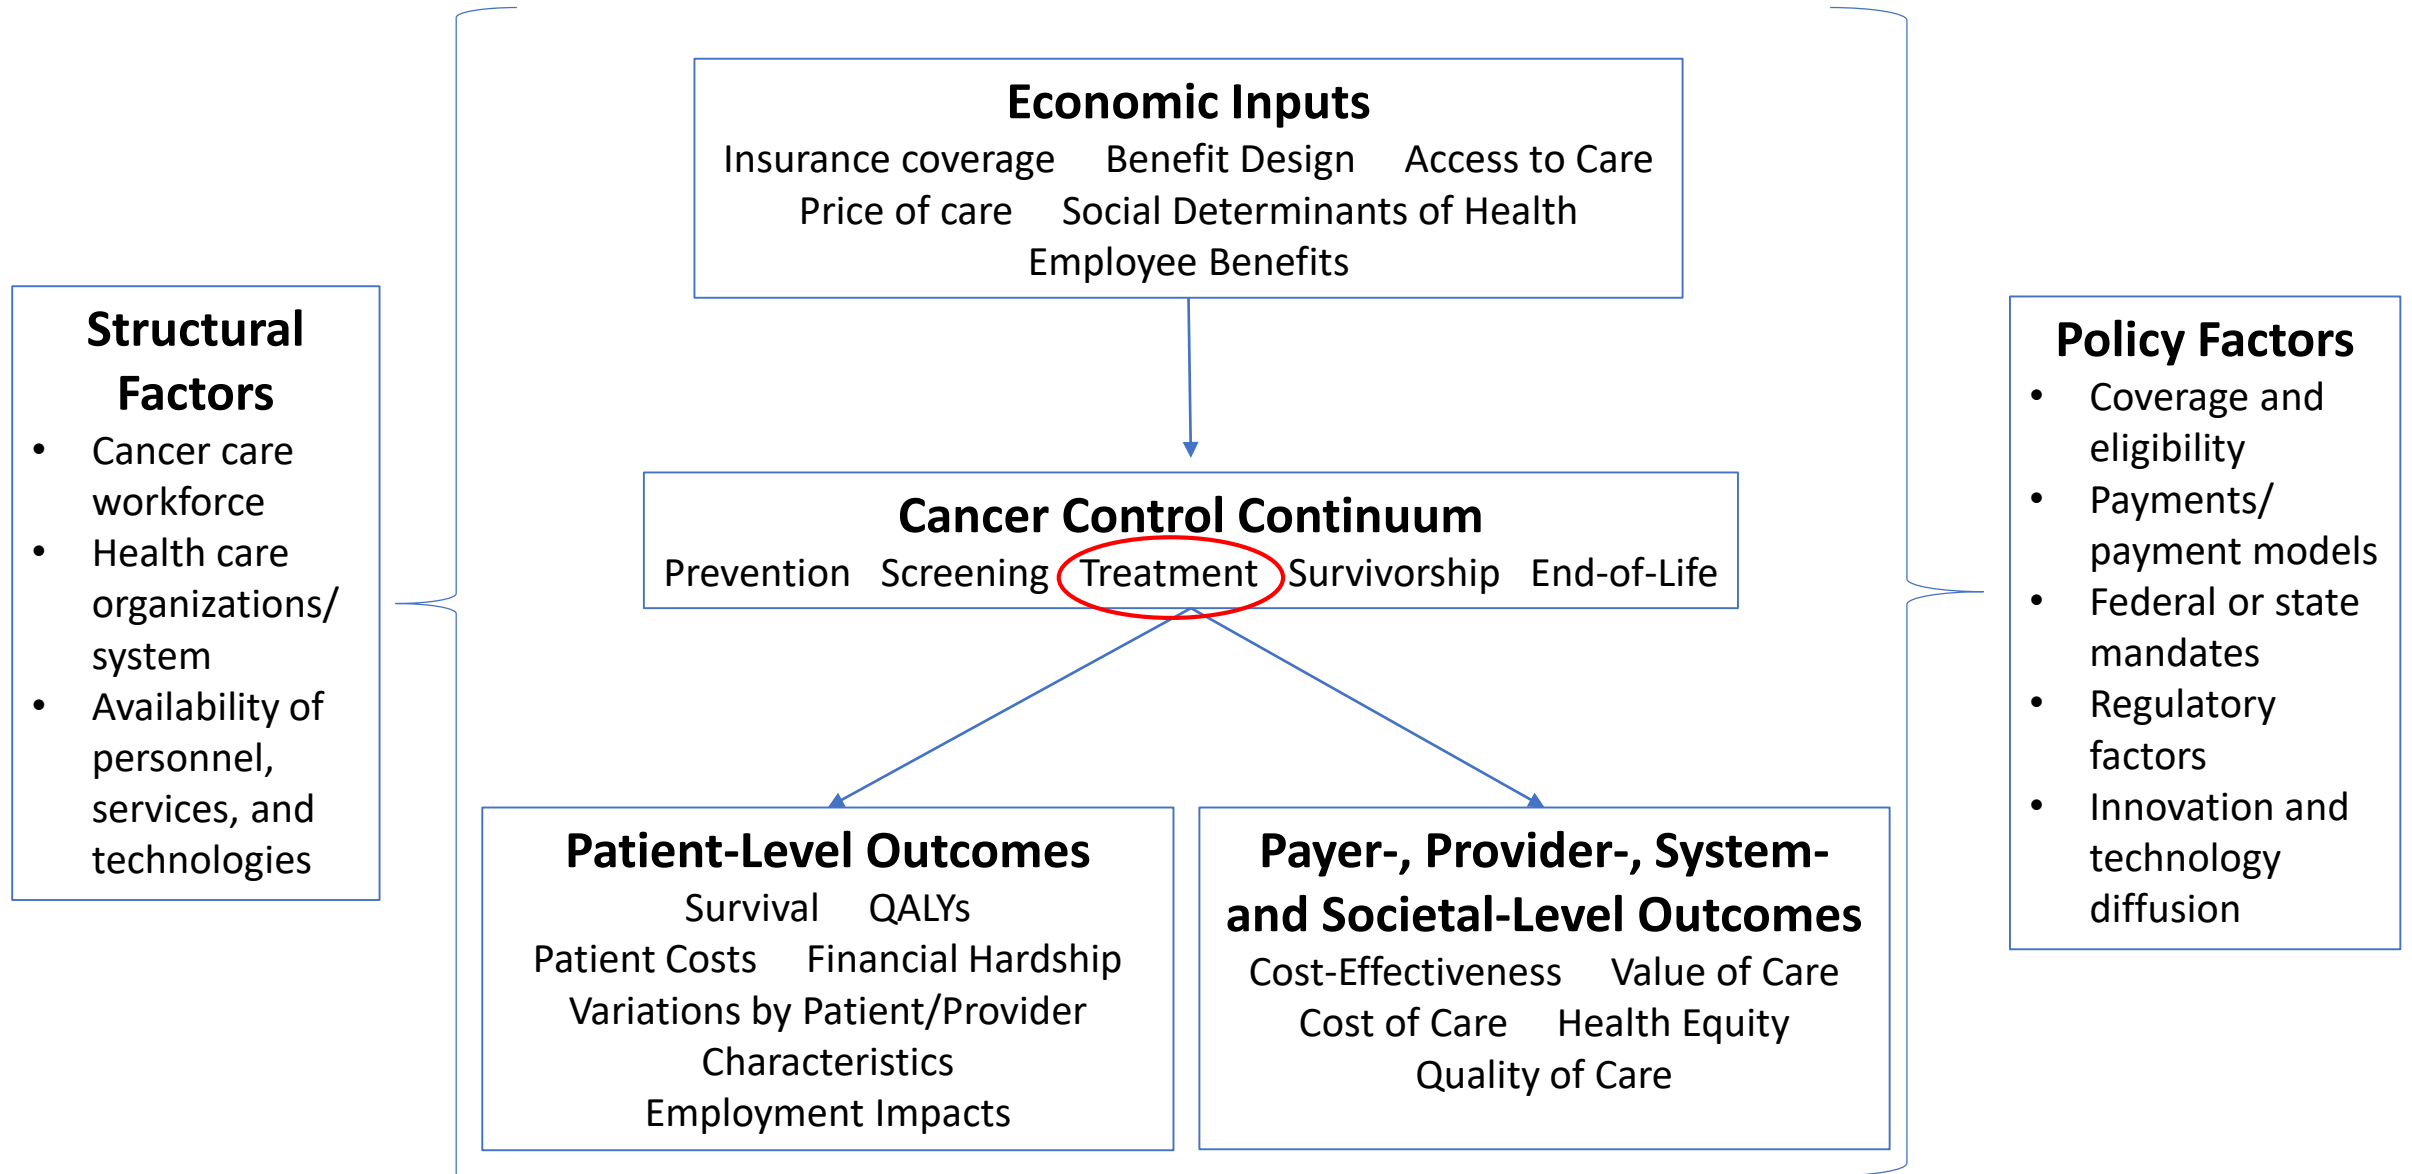 Economic Inputs
Insurance coverage Benefit Design Access to Care
Price of care Social Determinants of Health
Employee Benefits
Structural
Factors
• Cancer care
workforce
• Health care
organizations/
system
• Availability of
personnel,
services, and
technologies
Cancer Control Continuum
Prevention Screening Treatment Survivorship End-of-Life
Patient-Level Outcomes
Survival QALYs
Patient Costs Financial Hardship
Variations by Patient/Provider
Characteristics
Employment Impacts
Payer-, Provider-, System-
and Societal-Level Outcomes
Cost-Effectiveness Value of Care
Cost of Care Health Equity
Quality of Care
Policy Factors
• Coverage and
eligibility
• Payments/
payment models
• Federal or state
mandates
• Regulatory
factors
• Innovation and
technology
diffusion